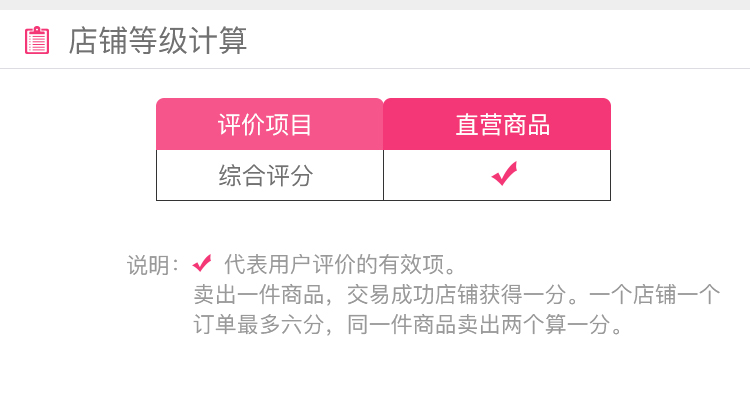 店铺等级计算
评价项目 直营商品
综合评分 ✔
说明：✔ 代表用户评价的有效项。
卖出一件商品，交易成功店铺获得一分。一个店铺一个
订单最多六分，同一件商品卖出两个算一分。